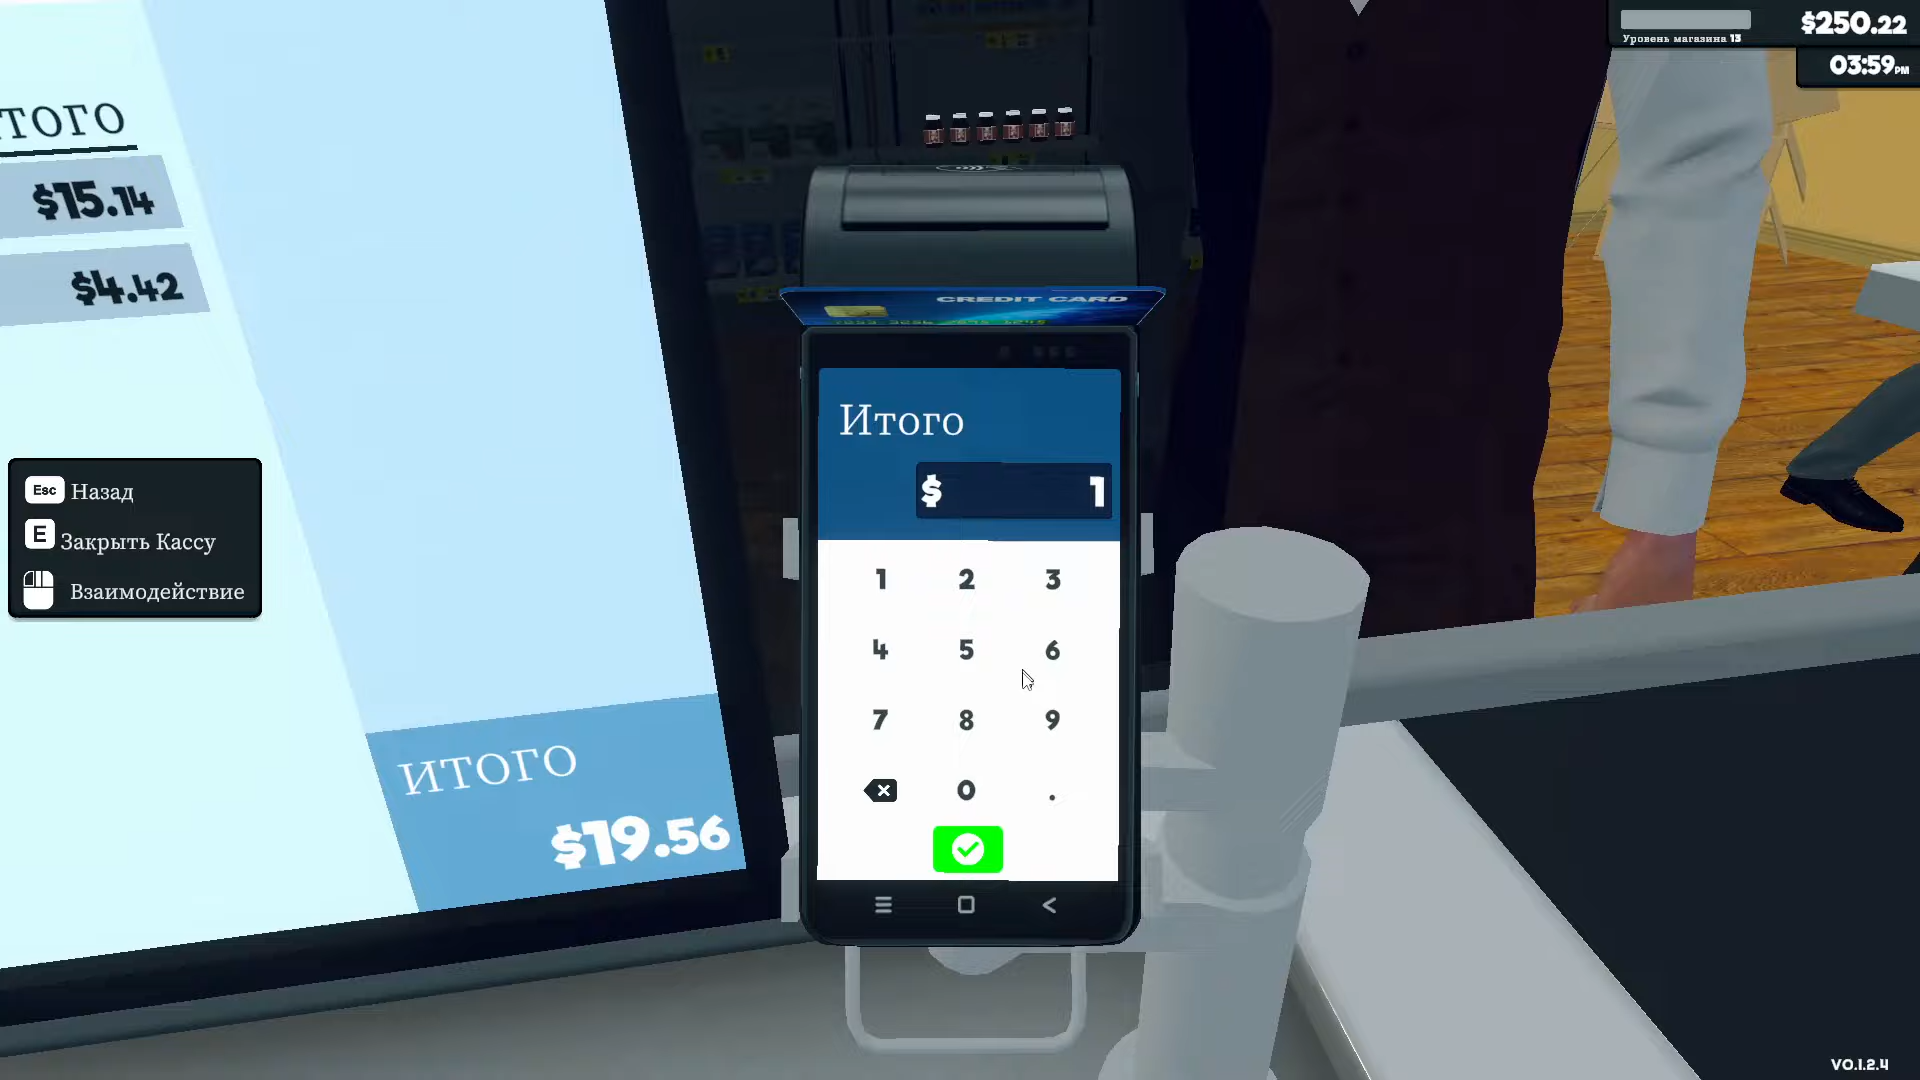 $250.22
Уровень магазина 13
03:59PM
ИТОГО
$15.14
$4.42
CREDIT CARD
Итого
$ 1
1 2 3
4 5 6
7 8 9
0 .
Esc Назад
E Закрыть Кассу
Взаимодействие
ИТОГО
$19.56
V0.1.2.4